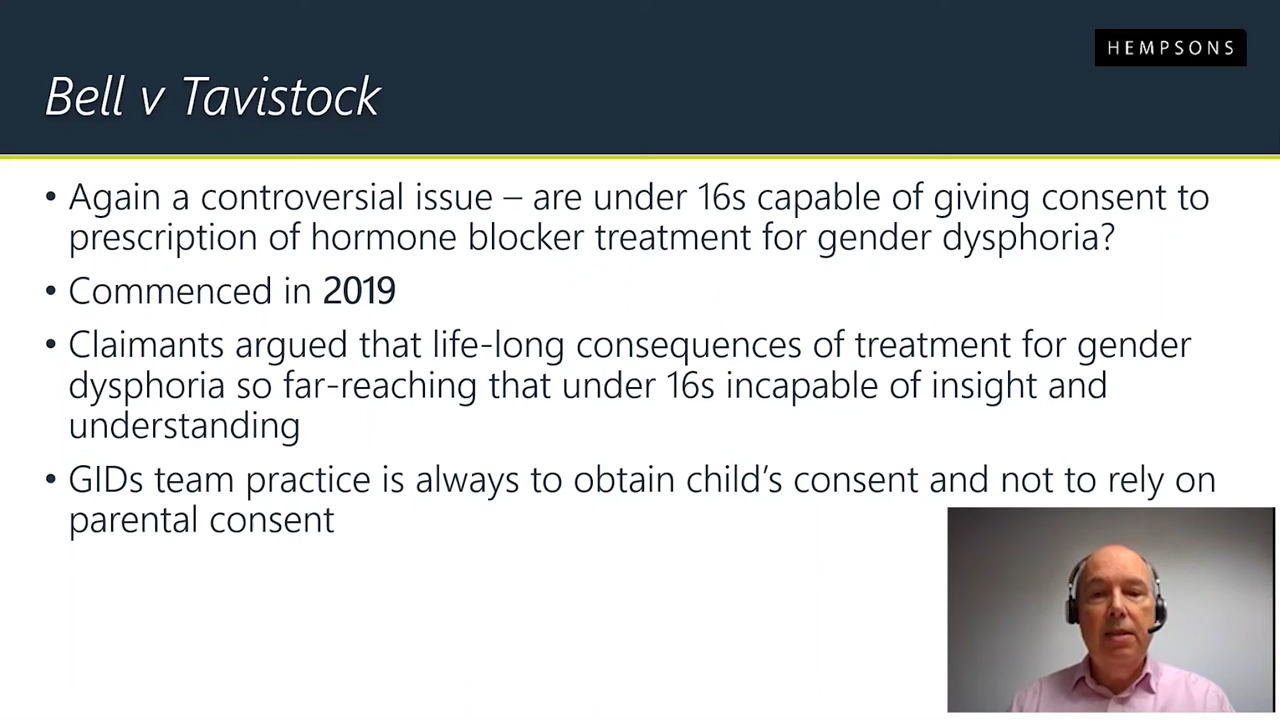 HEMPSONS
Bell v Tavistock
• Again a controversial issue – are under 16s capable of giving consent to
prescription of hormone blocker treatment for gender dysphoria?
• Commenced in 2019
• Claimants argued that life-long consequences of treatment for gender
dysphoria so far-reaching that under 16s incapable of insight and
understanding
• GIDs team practice is always to obtain child’s consent and not to rely on
parental consent